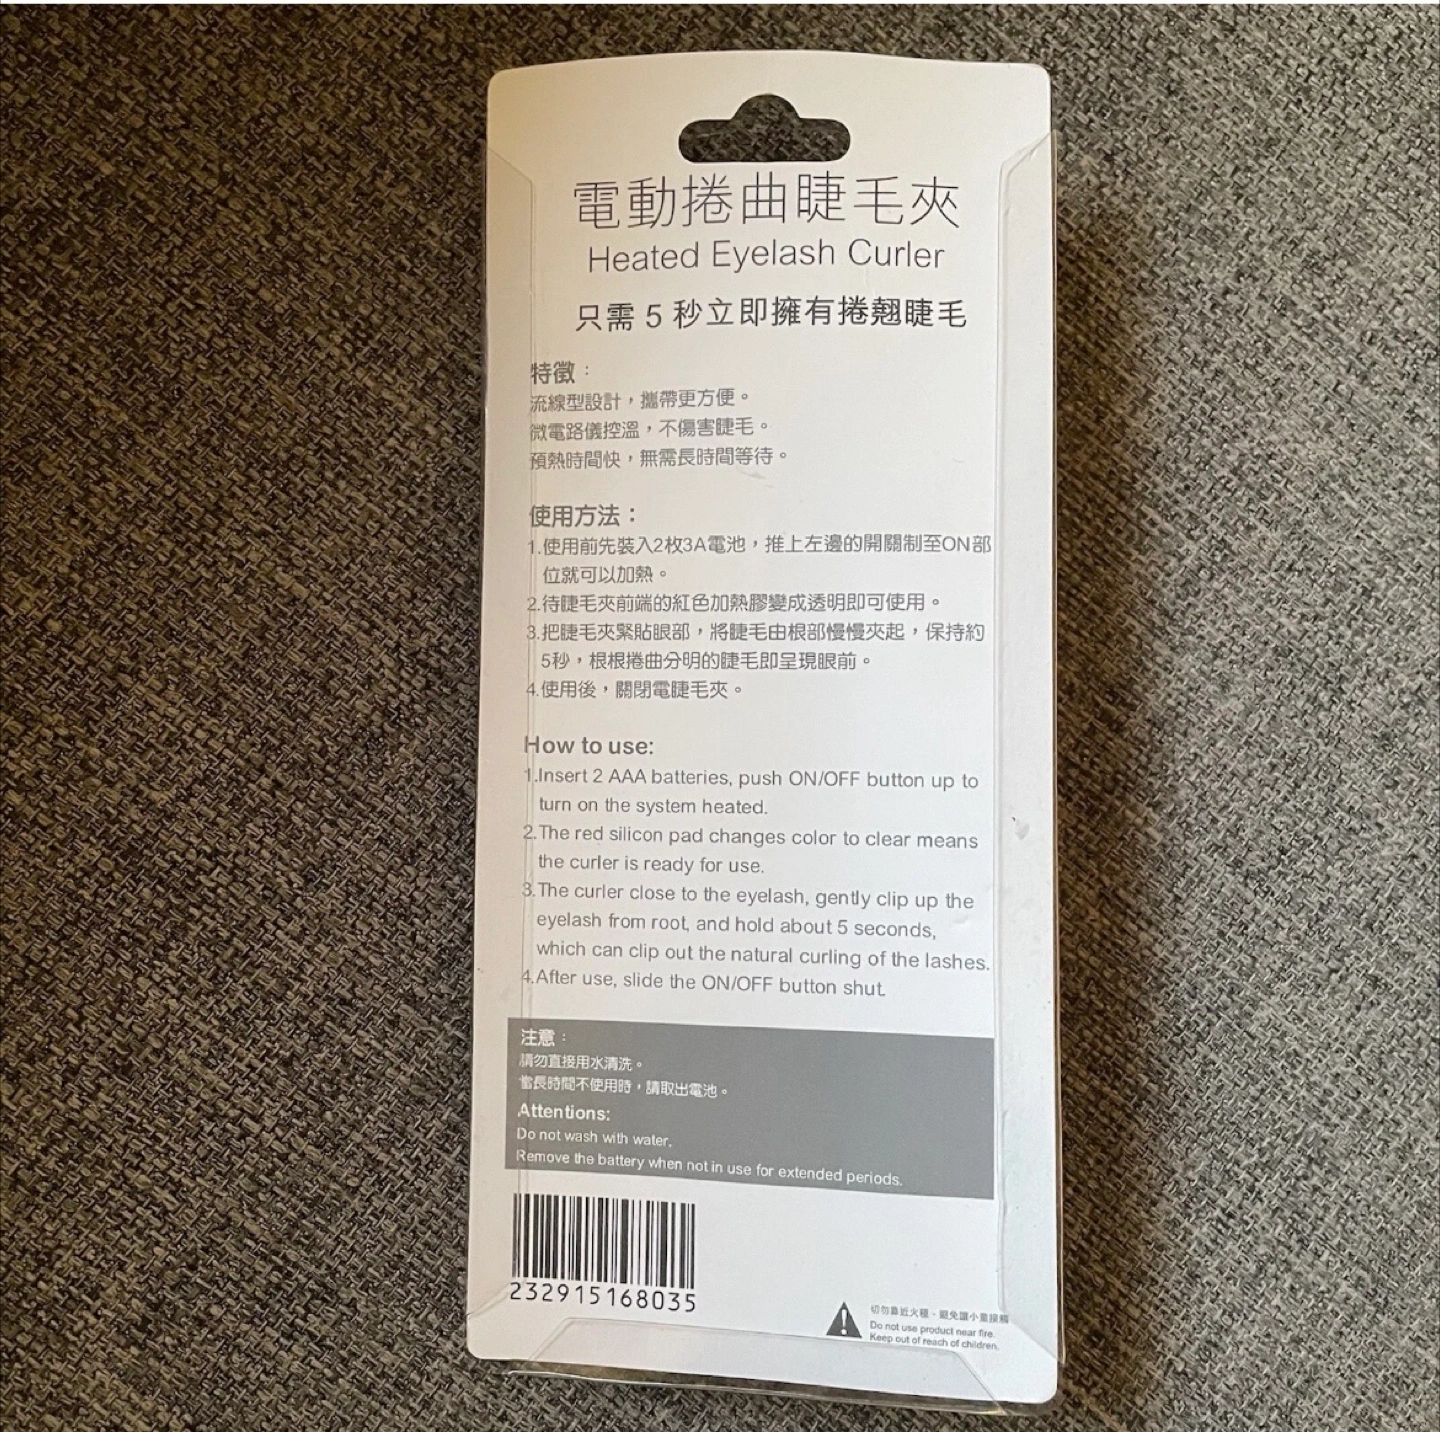 電動捲曲睫毛夾
Heated Eyelash Curler
只需 5 秒立即擁有捲翹睫毛
特徵：
流線型設計，攜帶更方便。
微電路儀控溫，不傷害睫毛。
預熱時間快，無需長時間等待。
使用方法：
1.使用前先裝入2枚3A電池，推上左邊的開關制至ON部
位就可以加熱。
2.待睫毛夾前端的紅色加熱膠變成透明即可使用。
3.把睫毛夾緊貼眼部，將睫毛由根部慢慢夾起，保持約
5秒，根根捲曲分明的睫毛即呈現眼前。
4.使用後，關閉電睫毛夾。
How to use:
1.Insert 2 AAA batteries, push ON/OFF button up to
turn on the system heated.
2.The red silicon pad changes color to clear means
the curler is ready for use.
3.The curler close to the eyelash, gently clip up the
eyelash from root, and hold about 5 seconds,
which can clip out the natural curling of the lashes.
4.After use, slide the ON/OFF button shut.
注意：
請勿直接用水清洗。
當長時間不使用時，請取出電池。
Attentions:
Do not wash with water.
Remove the battery when not in use for extended periods.
232915168035
切勿靠近火種、避免讓小童接觸
Do not use product near fire.
Keep out of reach of children.